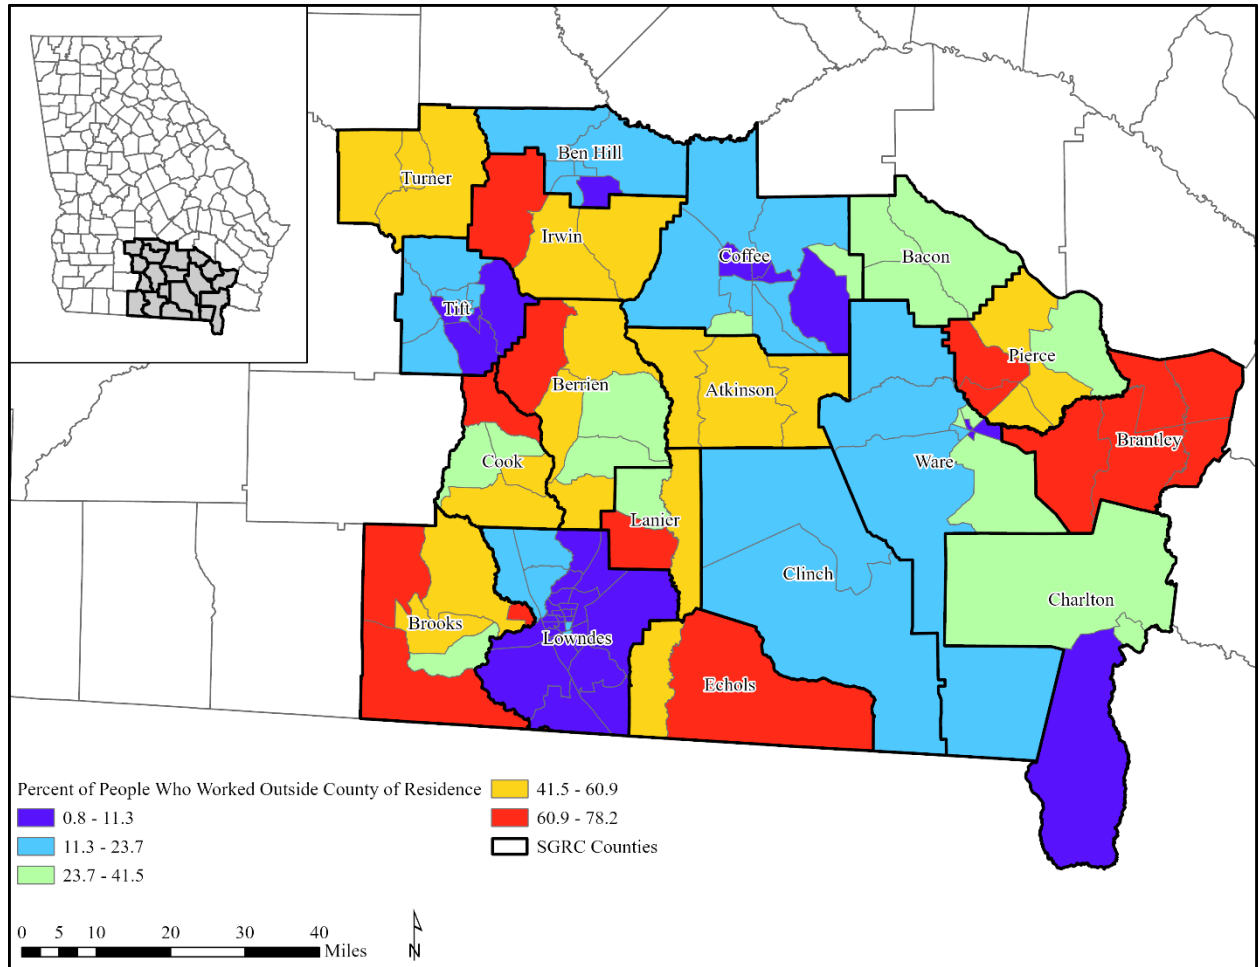 Ben Hill
Turner
Irwin
Coffee
Bacon
Tift
Pierce
Berrien
Atkinson
Brantley
Cook
Ware
Lanier
Clinch
Charlton
Brooks
Lowndes
Echols
Percent of People Who Worked Outside County of Residence
0.8 - 11.3
11.3 - 23.7
23.7 - 41.5
41.5 - 60.9
60.9 - 78.2
SGRC Counties
0 5 10 20 30 40
Miles
N